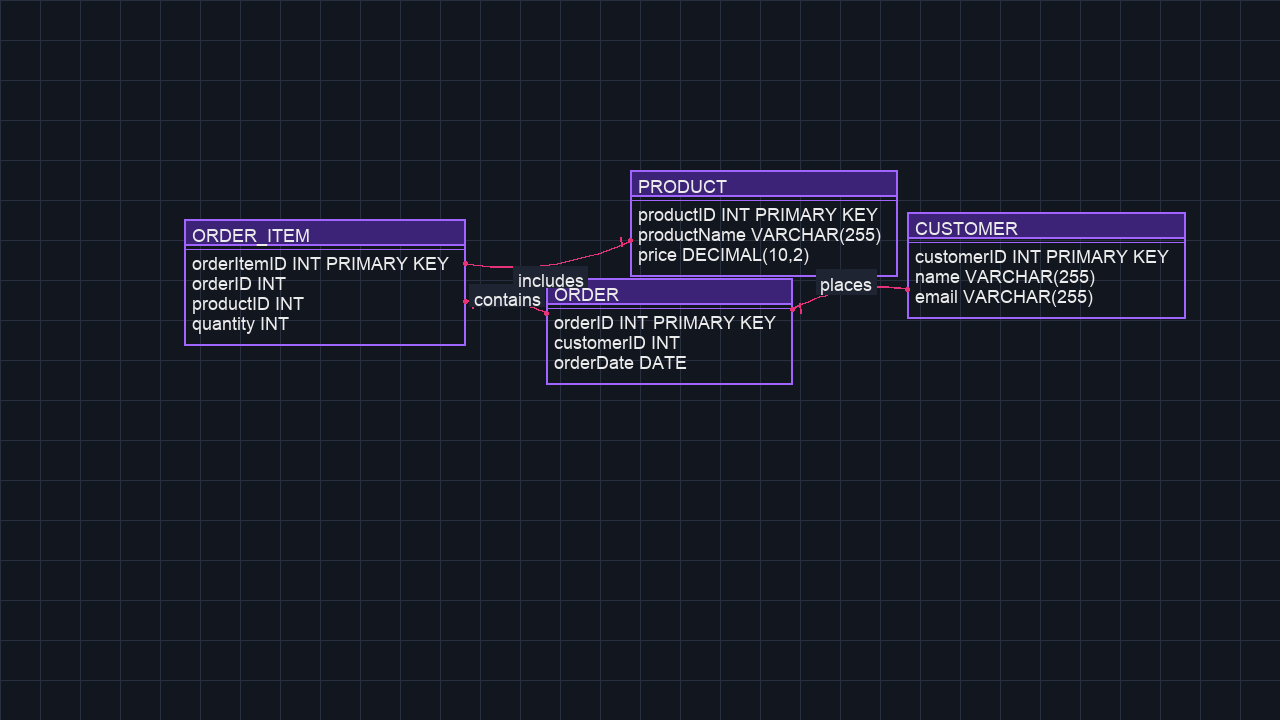 PRODUCT
productID INT PRIMARY KEY
productName VARCHAR(255)
price DECIMAL(10,2)
CUSTOMER
customerID INT PRIMARY KEY
name VARCHAR(255)
email VARCHAR(255)
ORDER_ITEM
orderItemID INT PRIMARY KEY
orderID INT
productID INT
quantity INT
includes
contains
places
ORDER
orderID INT PRIMARY KEY
customerID INT
orderDate DATE